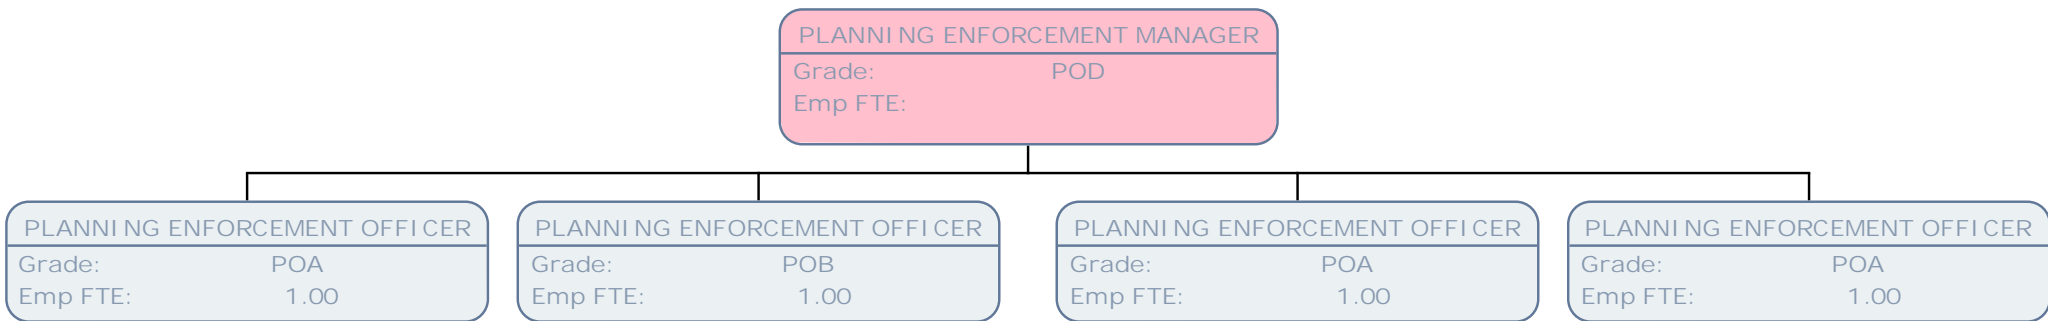 PLANNING ENFORCEMENT MANAGER
Grade: POD
Emp FTE:
PLANNING ENFORCEMENT OFFICER
Grade: POA
Emp FTE: 1.00
PLANNING ENFORCEMENT OFFICER
Grade: POB
Emp FTE: 1.00
PLANNING ENFORCEMENT OFFICER
Grade: POA
Emp FTE: 1.00
PLANNING ENFORCEMENT OFFICER
Grade: POA
Emp FTE: 1.00